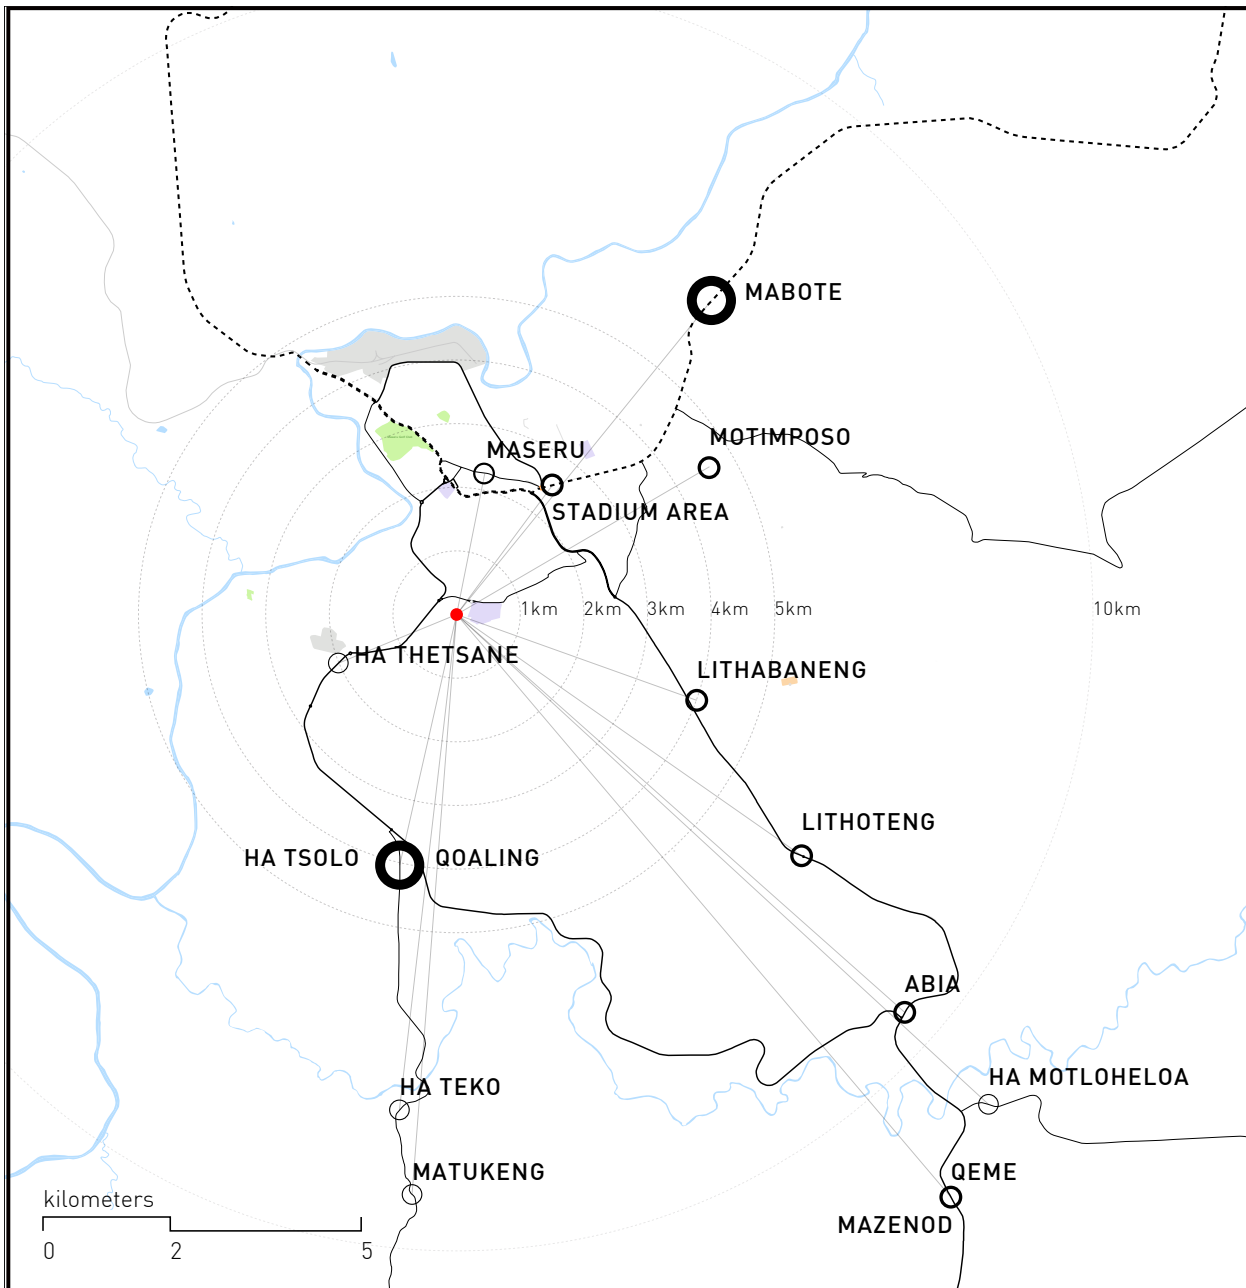 MABOTE
MOTIMPOSO
MASERU
STADIUM AREA
1km
2km
3km
4km
5km
10km
HA THETSANE
LITHABANENG
LITHOTENG
HA TSOLO
QOALING
ABIA
HA MOTLOHELOA
HA TEKO
MATUKENG
QEME
MAZENOD
kilometers
0
2
5